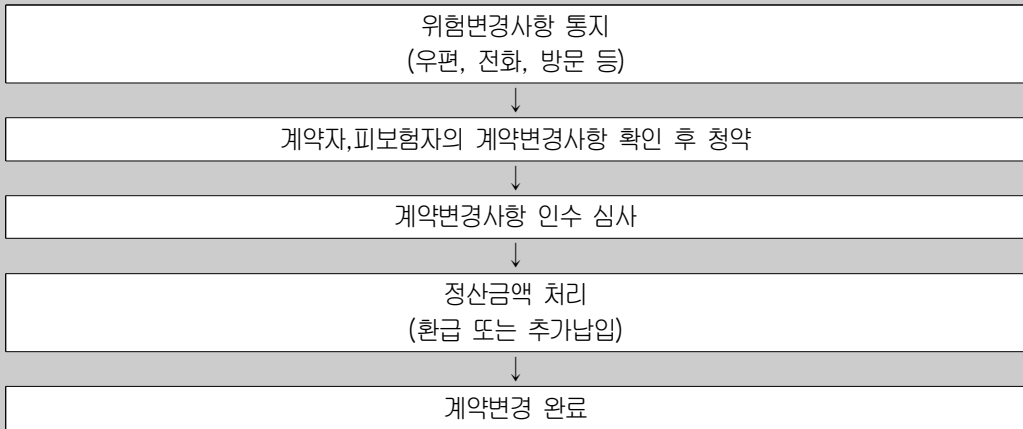 위험변경사항 통지
(우편, 전화, 방문 등)
↓
계약자,피보험자의 계약변경사항 확인 후 청약
↓
계약변경사항 인수 심사
↓
정산금액 처리
(환급 또는 추가납입)
↓
계약변경 완료